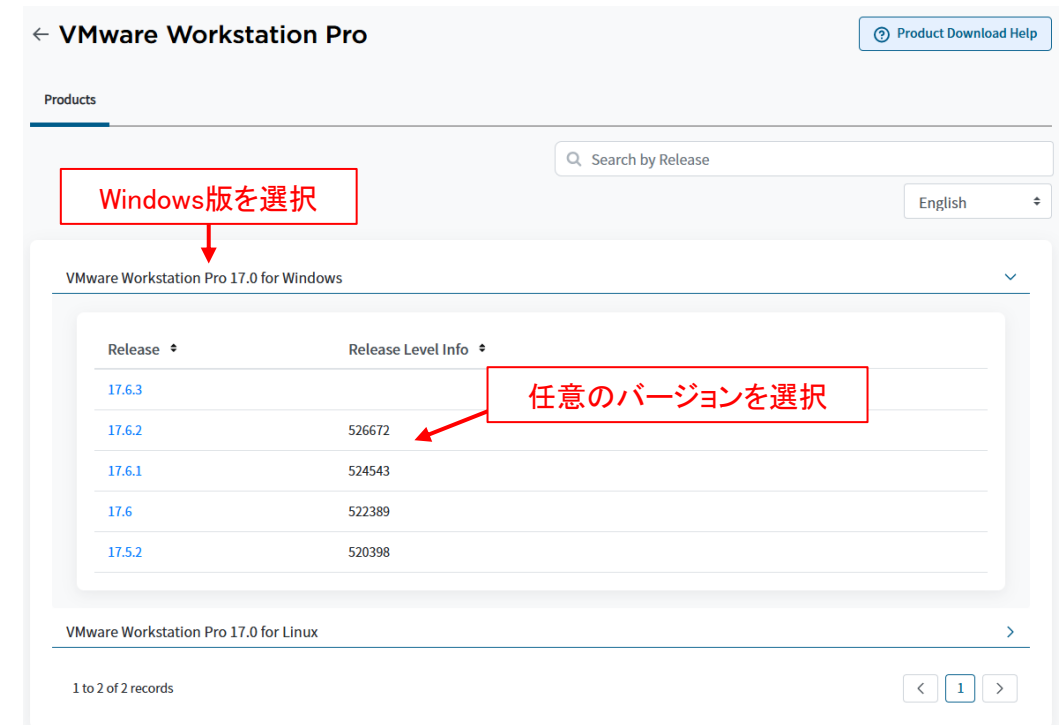 ← VMware Workstation Pro
Product Download Help
Products
Search by Release
Windows版を選択
English
VMware Workstation Pro 17.0 for Windows
Release
Release Level Info
17.6.3
任意のバージョンを選択
17.6.2 526672
17.6.1 524543
17.6 522389
17.5.2 520398
VMware Workstation Pro 17.0 for Linux
1 to 2 of 2 records
1